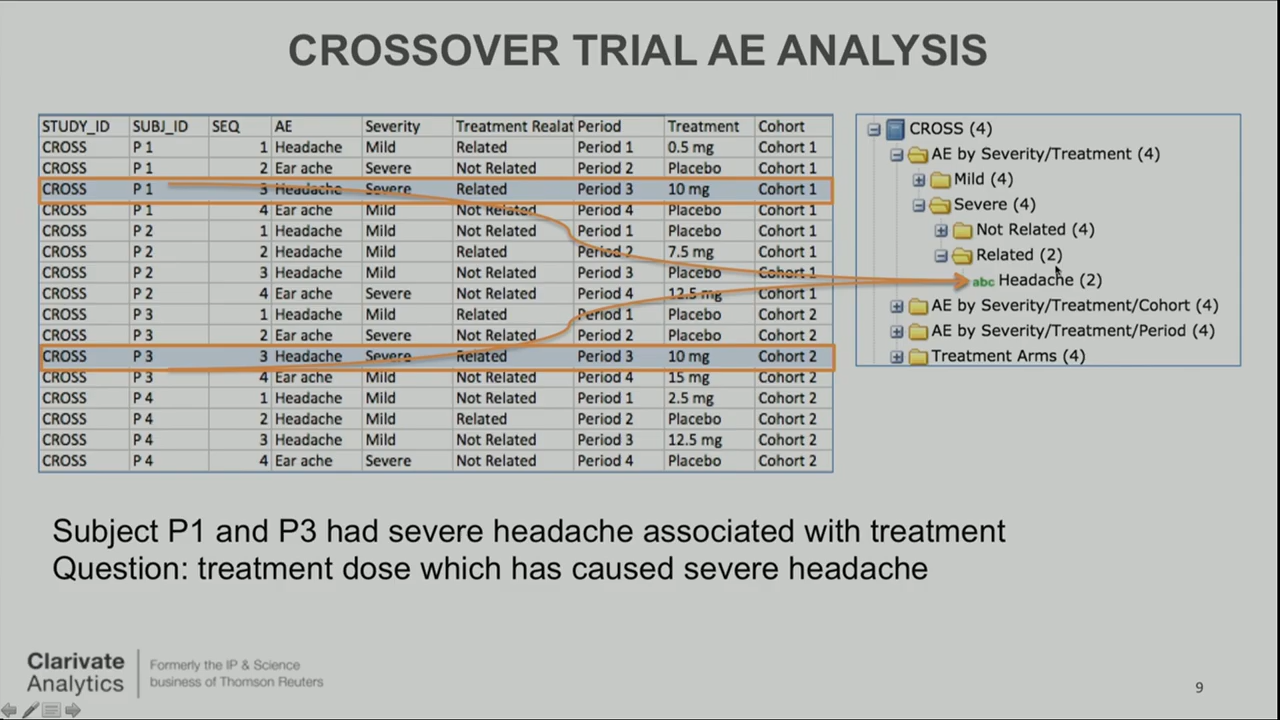 CROSSOVER TRIAL AE ANALYSIS
STUDY_ID SUBJ_ID SEQ AE Severity Treatment Realat Period Treatment Cohort
CROSS P 1 1 Headache Mild Related Period 1 0.5 mg Cohort 1
CROSS P 1 2 Ear ache Severe Not Related Period 2 Placebo Cohort 1
CROSS P 1 3 Headache Severe Related Period 3 10 mg Cohort 1
CROSS P 1 4 Ear ache Mild Not Related Period 4 Placebo Cohort 1
CROSS P 2 1 Headache Mild Not Related Period 1 Placebo Cohort 1
CROSS P 2 2 Headache Mild Related Period 2 7.5 mg Cohort 1
CROSS P 2 3 Headache Mild Not Related Period 3 Placebo Cohort 1
CROSS P 2 4 Ear ache Severe Not Related Period 4 12.5 mg Cohort 1
CROSS P 3 1 Headache Mild Related Period 1 Placebo Cohort 2
CROSS P 3 2 Ear ache Severe Not Related Period 2 Placebo Cohort 2
CROSS P 3 3 Headache Severe Related Period 3 10 mg Cohort 2
CROSS P 3 4 Ear ache Mild Not Related Period 4 15 mg Cohort 2
CROSS P 4 1 Headache Mild Not Related Period 1 2.5 mg Cohort 2
CROSS P 4 2 Headache Mild Related Period 2 Placebo Cohort 2
CROSS P 4 3 Headache Mild Not Related Period 3 12.5 mg Cohort 2
CROSS P 4 4 Ear ache Severe Not Related Period 4 Placebo Cohort 2
CROSS (4)
AE by Severity/Treatment (4)
Mild (4)
Severe (4)
Not Related (4)
Related (2)
abc Headache (2)
AE by Severity/Treatment/Cohort (4)
AE by Severity/Treatment/Period (4)
Treatment Arms (4)
Subject P1 and P3 had severe headache associated with treatment
Question: treatment dose which has caused severe headache
Clarivate
Analytics
Formerly the IP & Science
business of Thomson Reuters
9